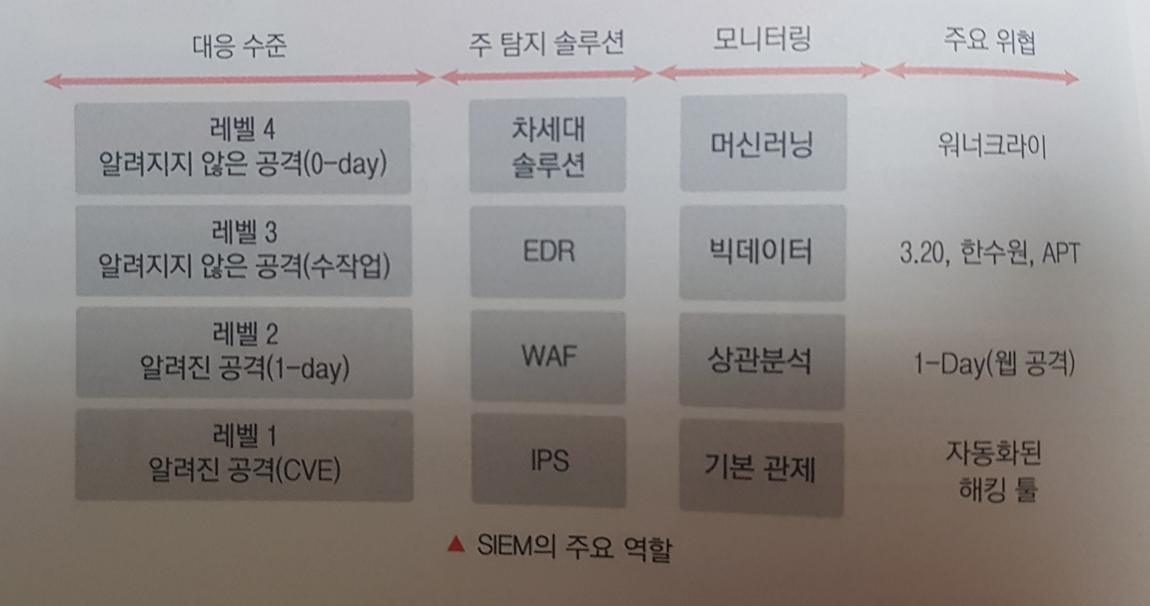 대응 수준 주 탐지 솔루션 모니터링 주요 위협
레벨 4
알려지지 않은 공격(0-day)
차세대
솔루션
머신러닝
워너크라이
레벨 3
알려지지 않은 공격(수작업)
EDR
빅데이터
3.20, 한수원, APT
레벨 2
알려진 공격(1-day)
WAF
상관분석
1-Day(웹 공격)
레벨 1
알려진 공격(CVE)
IPS
기본 관제
자동화된
해킹 툴
▲ SIEM의 주요 역할